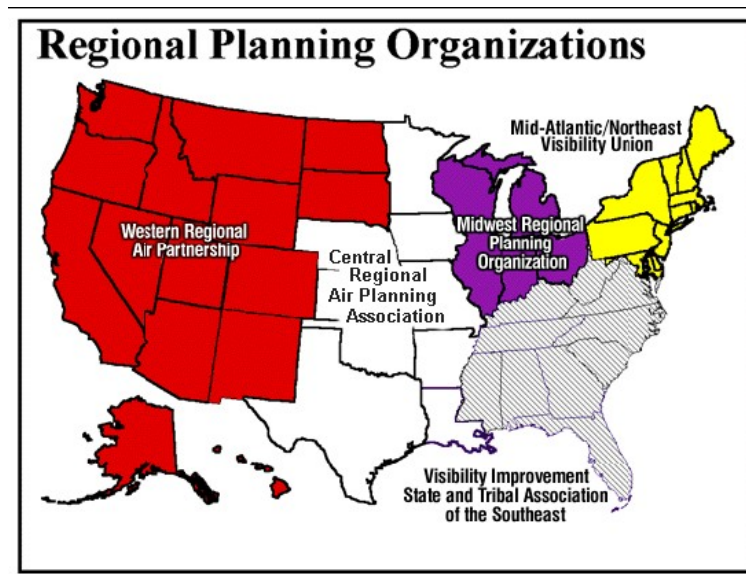 Regional Planning Organizations
Mid-Atlantic/Northeast
Visibility Union
Western Regional
Air Partnership
Midwest Regional
Planning
Organization
Central
Regional
Air Planning
Association
Visibility Improvement
State and Tribal Association
of the Southeast